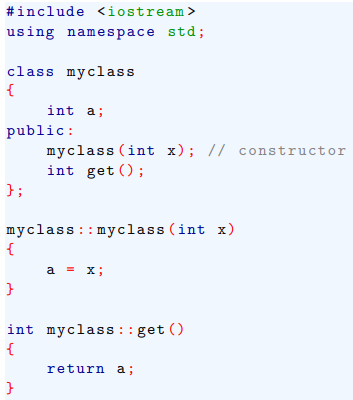 #include <iostream>
using namespace std;
class myclass
{
    int a;
public:
    myclass(int x); // constructor
    int get();
};
myclass::myclass(int x)
{
    a = x;
}
int myclass::get()
{
    return a;
}